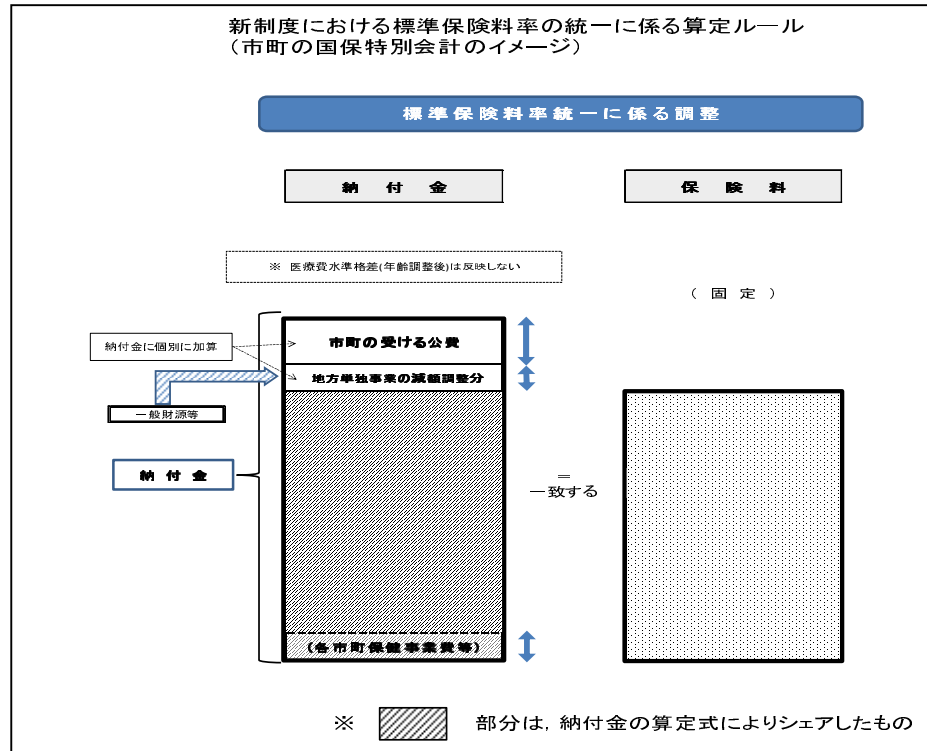 新制度における標準保険料率の統一に係る算定ルール
（市町の国保特別会計のイメージ）
標準保険料率統一に係る調整
納付金
保険料
※ 医療費水準格差(年齢調整後)は反映しない
（固定）
市町の受ける公費
納付金に個別に加算
地方単独事業の減額調整分
一般財源等
納付金
＝
一致する
(各市町保健事業費等)
※ 部分は，納付金の算定式によりシェアしたもの